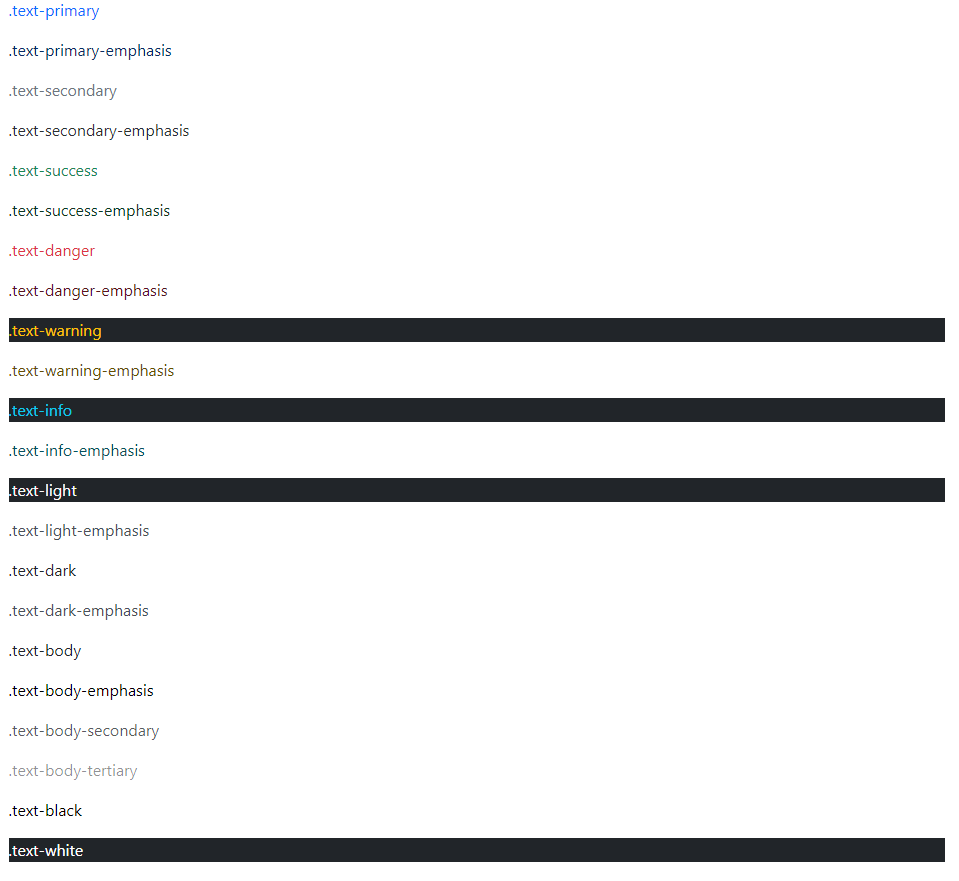 .text-primary
.text-primary-emphasis
.text-secondary
.text-secondary-emphasis
.text-success
.text-success-emphasis
.text-danger
.text-danger-emphasis
.text-warning
.text-warning-emphasis
.text-info
.text-info-emphasis
.text-light
.text-light-emphasis
.text-dark
.text-dark-emphasis
.text-body
.text-body-emphasis
.text-body-secondary
.text-body-tertiary
.text-black
.text-white